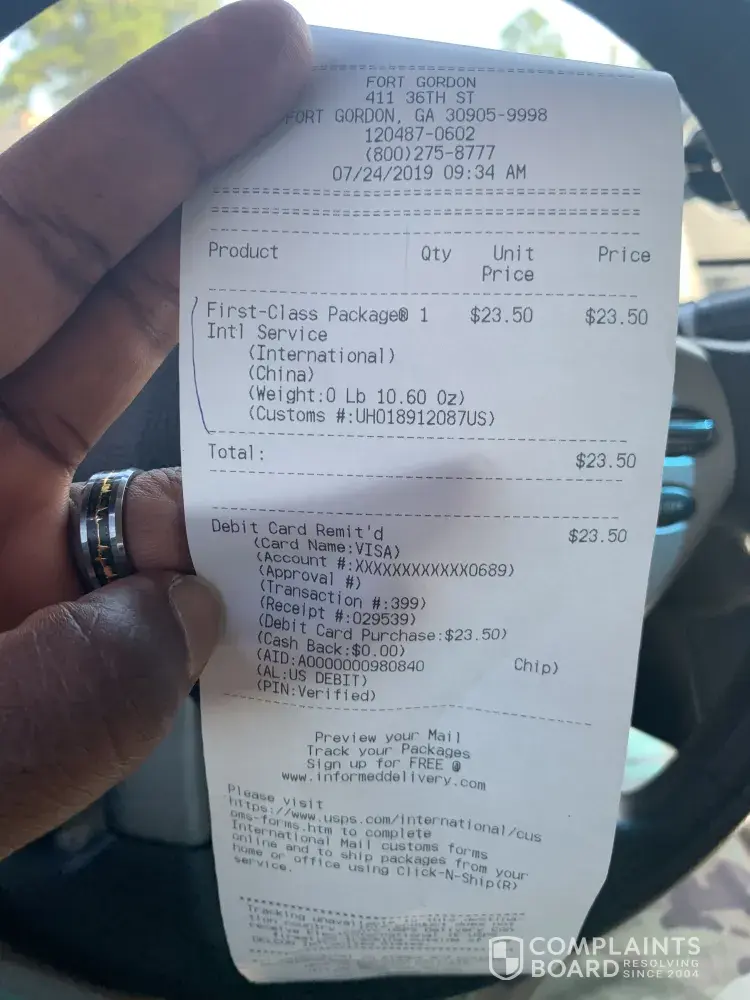 FORT GORDON
411 36TH ST
FORT GORDON, GA 30905-9998
120487-0602
(800)275-8777
07/24/2019 09:34 AM
Product Qty Unit Price Price
First-Class Package® 1 $23.50 $23.50
Intl Service
(International)
(China)
(Weight:0 Lb 10.60 Oz)
(Customs #:UH018912087US)
Total: $23.50
Debit Card Remit'd $23.50
(Card Name:VISA)
(Account #:XXXXXXXXXXXX0689)
(Approval #)
(Transaction #:399)
(Receipt #:029539)
(Debit Card Purchase:$23.50)
(Cash Back:$0.00)
(AID:A0000000980840 Chip)
(AL:US DEBIT)
(PIN:Verified)
Preview your Mail
Track your Packages
Sign up for FREE @
www.informeddelivery.com
Please visit
https://www.usps.com/international/cus
oms-forms.htm to complete
International Mail customs forms
online and to ship packages from your
home or office using Click-N-Ship(R)
service.
Tracking
COMPLAINTS
BOARD RESOLVING
SINCE 2004